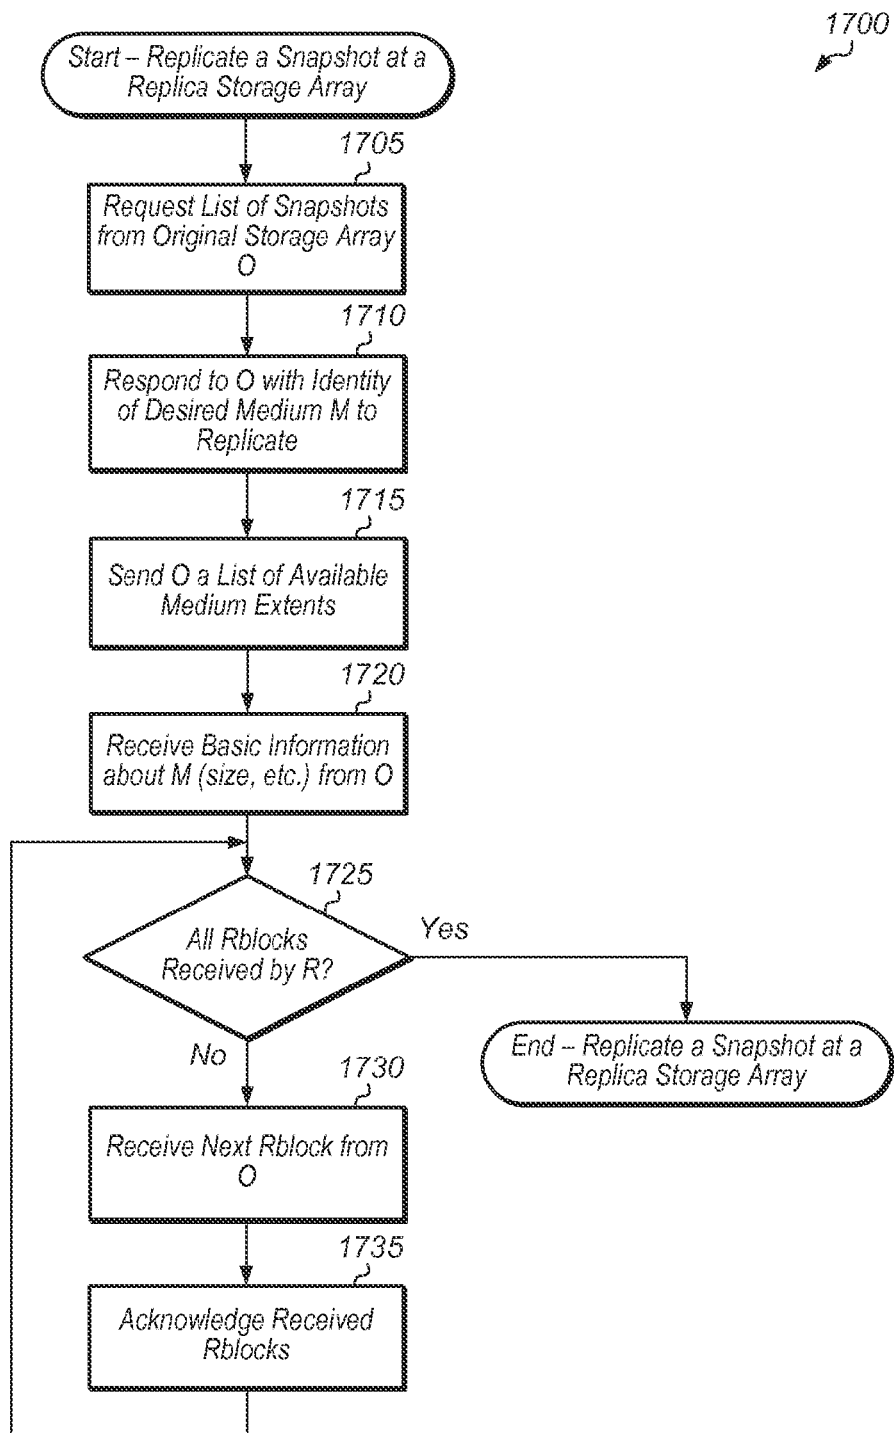 1700
Start – Replicate a Snapshot at a
Replica Storage Array
1705
Request List of Snapshots
from Original Storage Array
O
1710
Respond to O with Identity
of Desired Medium M to
Replicate
1715
Send O a List of Available
Medium Extents
1720
Receive Basic Information
about M (size, etc.) from O
1725
All Rblocks
Received by R?
Yes
No
End – Replicate a Snapshot at a
Replica Storage Array
1730
Receive Next Rblock from
O
1735
Acknowledge Received
Rblocks